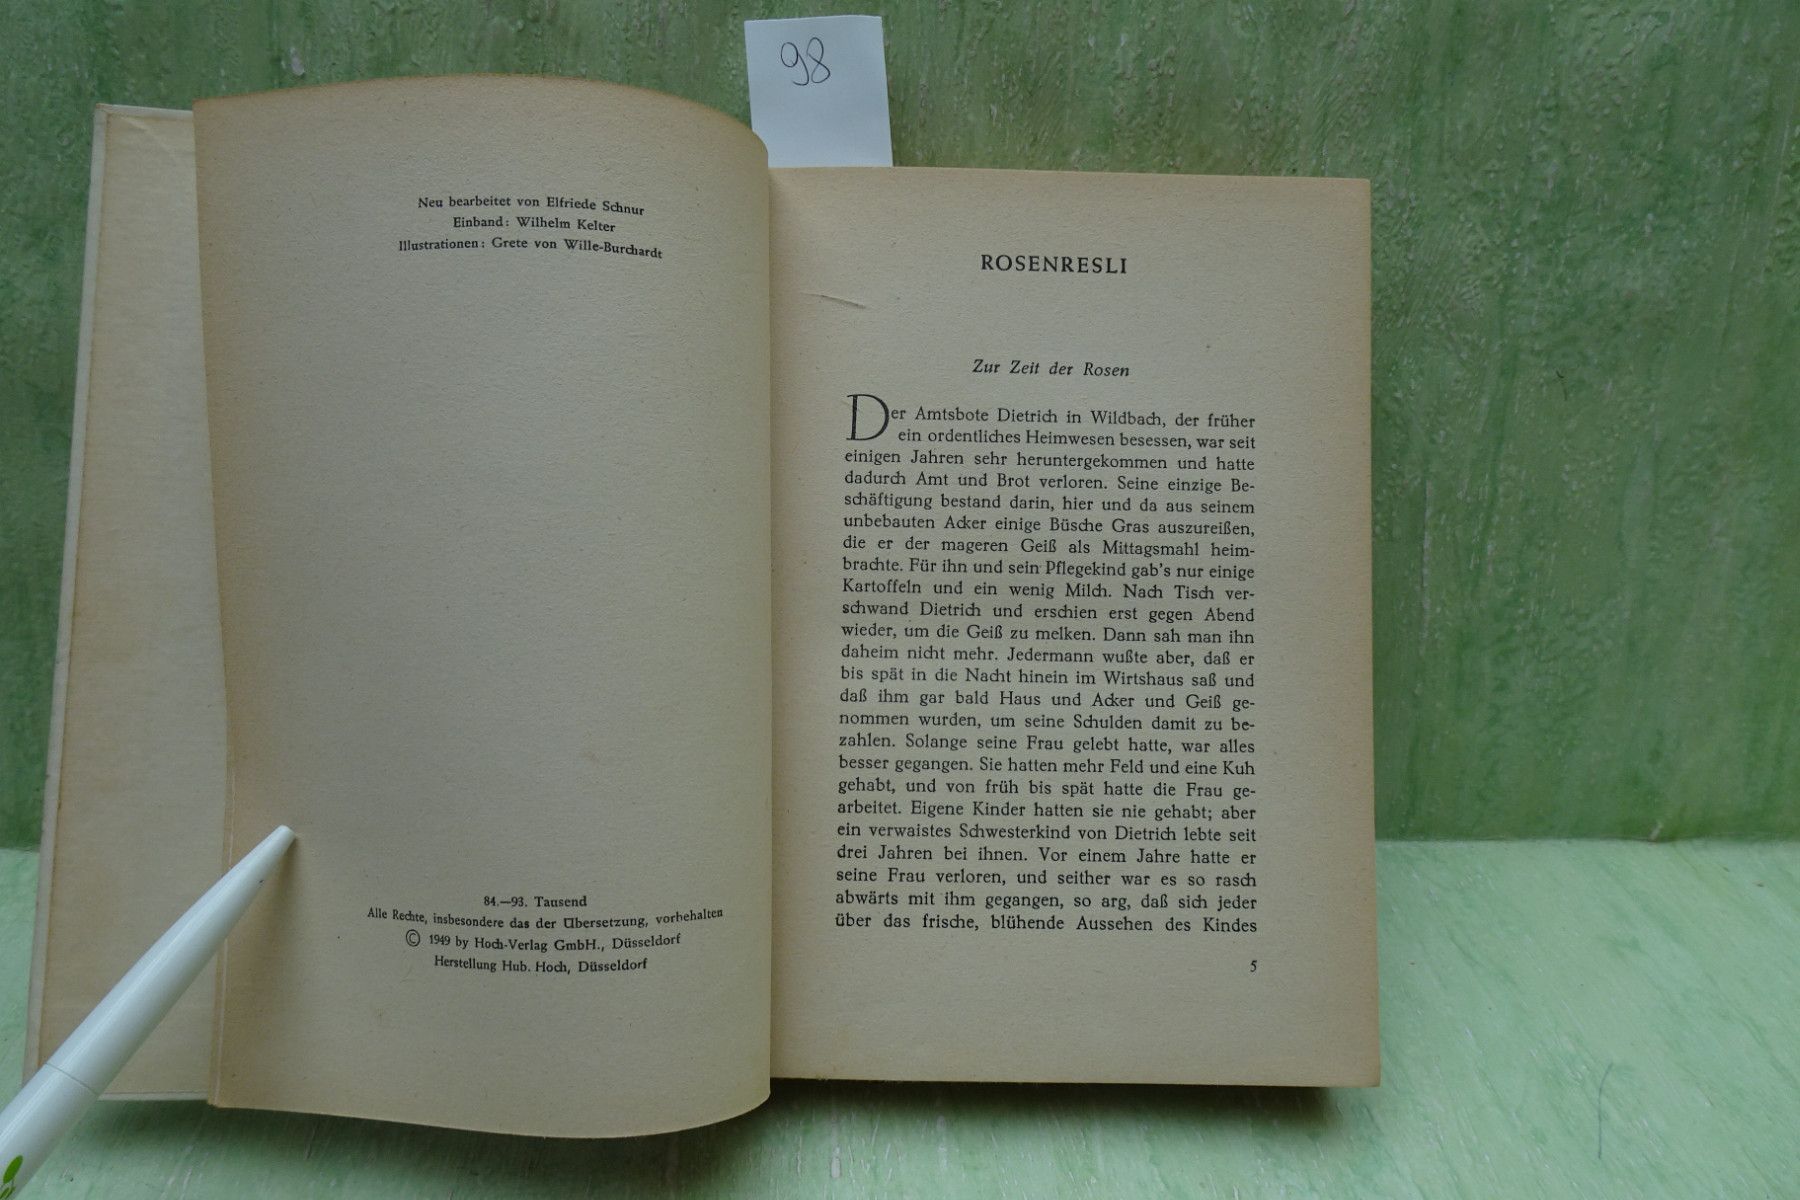 98
Neu bearbeitet von Elfriede Schnur
Einband: Wilhelm Kelter
Illustrationen: Grete von Wille-Burchardt
84.—93. Tausend
Alle Rechte, insbesondere das der Übersetzung, vorbehalten
© 1949 by Hoch-Verlag GmbH., Düsseldorf
Herstellung Hub. Hoch, Düsseldorf
ROSENRESLI
Zur Zeit der Rosen
Der Amtsbote Dietrich in Wildbach, der früher
ein ordentliches Heimwesen besessen, war seit
einigen Jahren sehr heruntergekommen und hatte
dadurch Amt und Brot verloren. Seine einzige Be-
schäftigung bestand darin, hier und da aus seinem
unbebauten Acker einige Büsche Gras auszureißen,
die er der mageren Geiß als Mittagsmahl heim-
brachte. Für ihn und sein Pflegekind gab's nur einige
Kartoffeln und ein wenig Milch. Nach Tisch ver-
schwand Dietrich und erschien erst gegen Abend
wieder, um die Geiß zu melken. Dann sah man ihn
daheim nicht mehr. Jedermann wußte aber, daß er
bis spät in die Nacht hinein im Wirtshaus saß und
daß ihm gar bald Haus und Acker und Geiß ge-
nommen wurden, um seine Schulden damit zu be-
zahlen. Solange seine Frau gelebt hatte, war alles
besser gegangen. Sie hatten mehr Feld und eine Kuh
gehabt, und von früh bis spät hatte die Frau ge-
arbeitet. Eigene Kinder hatten sie nie gehabt; aber
ein verwaistes Schwesterkind von Dietrich lebte seit
drei Jahren bei ihnen. Vor einem Jahre hatte er
seine Frau verloren, und seither war es so rasch
abwärts mit ihm gegangen, so arg, daß sich jeder
über das frische, blühende Aussehen des Kindes
5